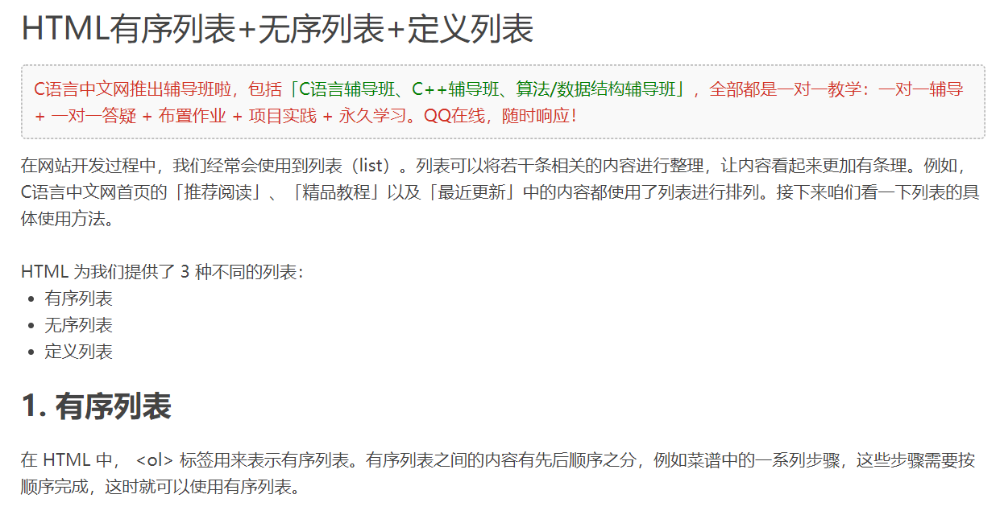 HTML有序列表+无序列表+定义列表
C语言中文网推出辅导班啦，包括「C语言辅导班、C++辅导班、算法/数据结构辅导班」，全部都是一对一教学：一对一辅导
+ 一对一答疑 + 布置作业 + 项目实践 + 永久学习。QQ在线，随时响应！
在网站开发过程中，我们经常会使用到列表（list）。列表可以将若干条相关的内容进行整理，让内容看起来更加有条理。例如，
C语言中文网首页的「推荐阅读」、「精品教程」以及「最近更新」中的内容都使用了列表进行排列。接下来咱们看一下列表的具
体使用方法。
HTML 为我们提供了 3 种不同的列表：
• 有序列表
• 无序列表
• 定义列表
1. 有序列表
在 HTML 中， <ol> 标签用来表示有序列表。有序列表之间的内容有先后顺序之分，例如菜谱中的一系列步骤，这些步骤需要按
顺序完成，这时就可以使用有序列表。